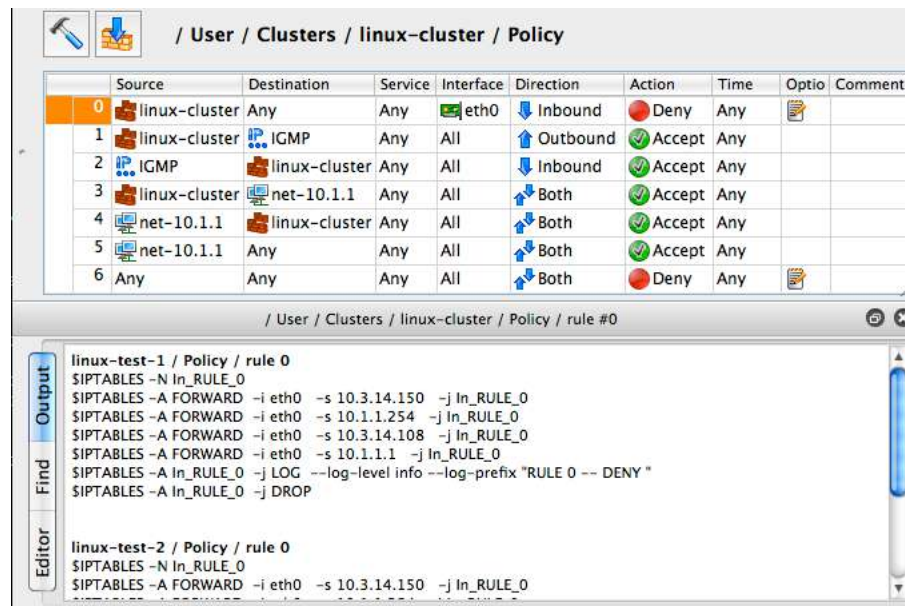 / User / Clusters / linux-cluster / Policy
Source Destination Service Interface Direction Action Time Optio Comment
0 linux-cluster Any Any eth0 Inbound Deny Any
1 linux-cluster IGMP Any All Outbound Accept Any
2 IGMP linux-cluster Any All Inbound Accept Any
3 linux-cluster net-10.1.1 Any All Both Accept Any
4 net-10.1.1 linux-cluster Any All Both Accept Any
5 net-10.1.1 Any Any All Both Accept Any
6 Any Any Any All Both Deny Any
/ User / Clusters / linux-cluster / Policy / rule #0
Output
Find
Editor
linux-test-1 / Policy / rule 0
$IPTABLES -N In_RULE_0
$IPTABLES -A FORWARD -i eth0 -s 10.3.14.150 -j In_RULE_0
$IPTABLES -A FORWARD -i eth0 -s 10.1.1.254 -j In_RULE_0
$IPTABLES -A FORWARD -i eth0 -s 10.3.14.108 -j In_RULE_0
$IPTABLES -A FORWARD -i eth0 -s 10.1.1.1 -j In_RULE_0
$IPTABLES -A In_RULE_0 -j LOG --log-level info --log-prefix "RULE 0 -- DENY "
$IPTABLES -A In_RULE_0 -j DROP
linux-test-2 / Policy / rule 0
$IPTABLES -N In_RULE_0
$IPTABLES -A FORWARD -i eth0 -s 10.3.14.150 -j In_RULE_0